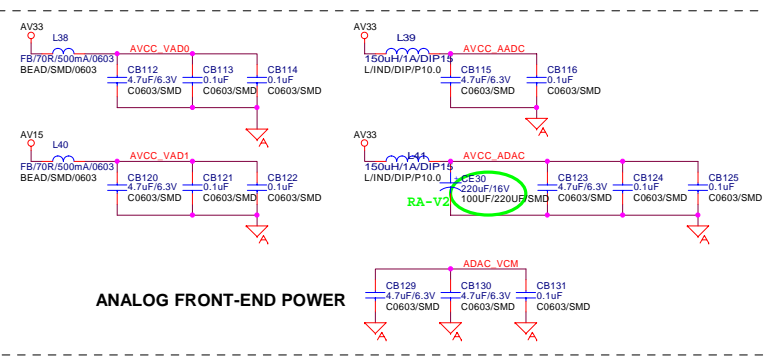 AV33
L38
AVCC_VAD0
FB/70R/500mA/0603
BEAD/SMD/0603
CB112
4.7uF/6.3V
C0603/SMD
CB113
0.1uF
C0603/SMD
CB114
0.1uF
C0603/SMD
A
AV33
L39
AVCC_AADC
150uH/1A/DIP15
L/IND/DIP/P10.0
CB115
4.7uF/6.3V
C0603/SMD
CB116
0.1uF
C0603/SMD
A
AV15
L40
AVCC_VAD1
FB/70R/500mA/0603
BEAD/SMD/0603
CB120
4.7uF/6.3V
C0603/SMD
CB121
0.1uF
C0603/SMD
CB122
0.1uF
C0603/SMD
A
AV33
L41
AVCC_ADAC
150uH/1A/DIP15
L/IND/DIP/P10.0
+
CE30
220uF/16V
100UF/220UF/SMD
RA-V2
CB123
4.7uF/6.3V
C0603/SMD
CB124
0.1uF
C0603/SMD
CB125
0.1uF
C0603/SMD
A
ANALOG FRONT-END POWER
ADAC_VCM
CB129
4.7uF/6.3V
C0603/SMD
CB130
4.7uF/6.3V
C0603/SMD
CB131
0.1uF
C0603/SMD
A
A
A